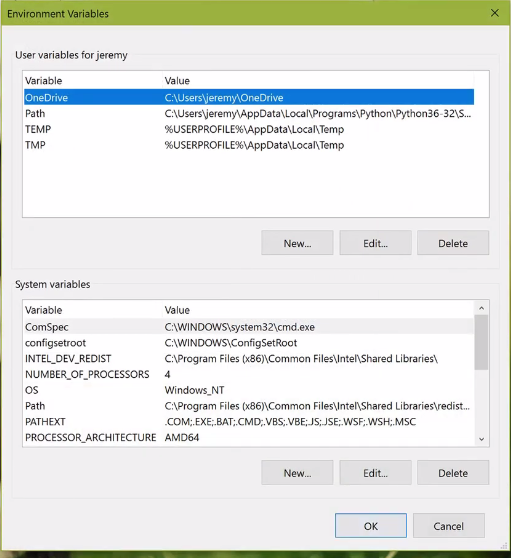 Environment Variables
User variables for jeremy
Variable Value
OneDrive C:\Users\jeremy\OneDrive
Path C:\Users\jeremy\AppData\Local\Programs\Python\Python36-32\S...
TEMP %USERPROFILE%\AppData\Local\Temp
TMP %USERPROFILE%\AppData\Local\Temp
New... Edit... Delete
System variables
Variable Value
ComSpec C:\WINDOWS\system32\cmd.exe
configsetroot C:\WINDOWS\ConfigSetRoot
INTEL_DEV_REDIST C:\Program Files (x86)\Common Files\Intel\Shared Libraries\
NUMBER_OF_PROCESSORS 4
OS Windows_NT
Path C:\Program Files (x86)\Common Files\Intel\Shared Libraries\redist...
PATHEXT .COM;.EXE;.BAT;.CMD;.VBS;.VBE;.JS;.JSE;.WSF;.WSH;.MSC
PROCESSOR_ARCHITECTURE AMD64
New... Edit... Delete
OK Cancel